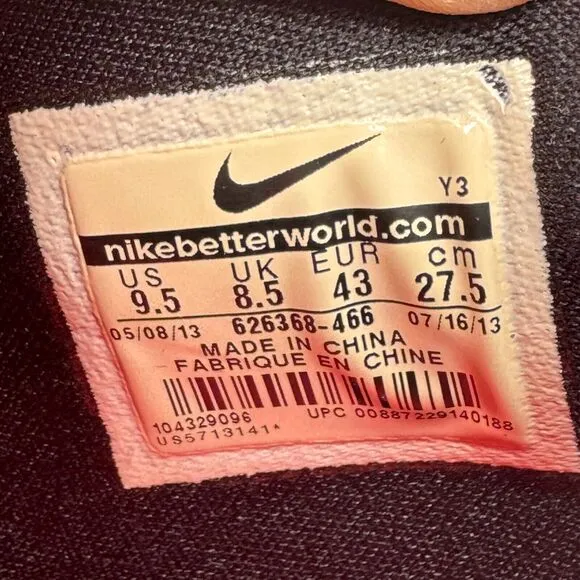 Y3
nikebetterworld.com
US UK EUR cm
9.5 8.5 43 27.5
05/08/13 626368-466 07/16/13
MADE IN CHINA
FABRIQUE EN CHINE
104329096 UPC 00887229140188
US5713141*